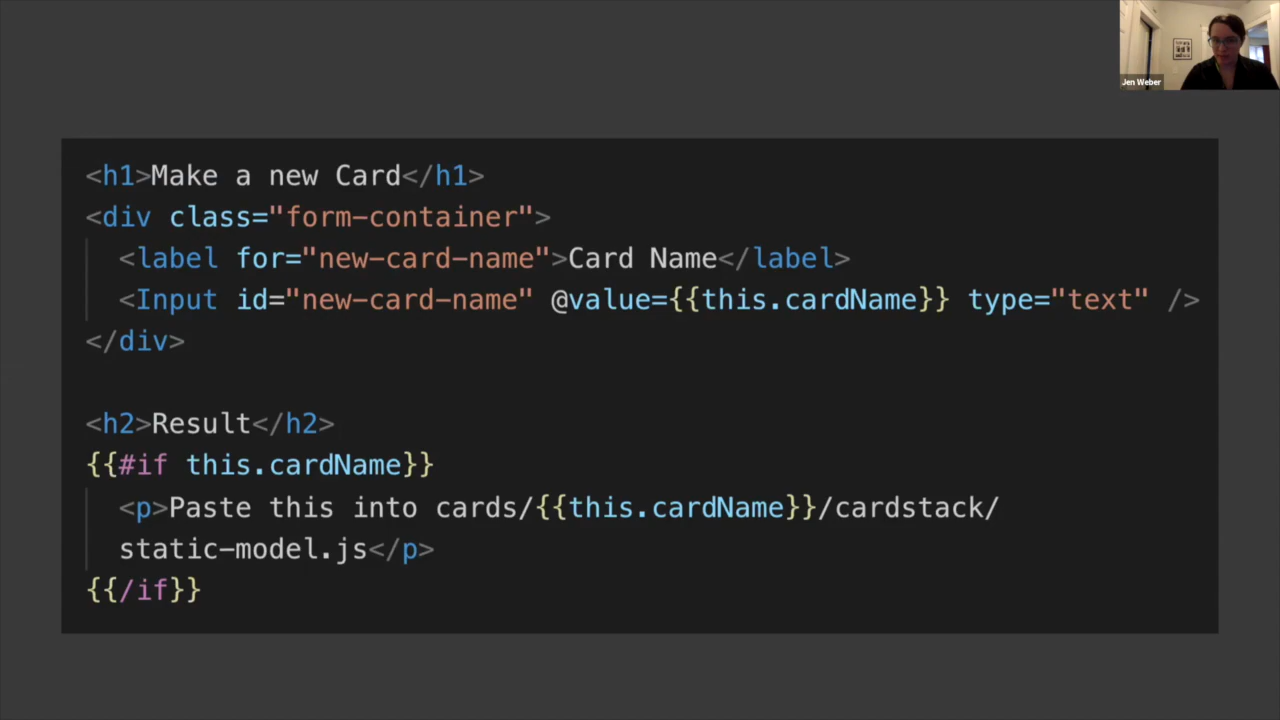 Jen Weber
<h1>Make a new Card</h1>
<div class="form-container">
<label for="new-card-name">Card Name</label>
<Input id="new-card-name" @value={{this.cardName}} type="text" />
</div>
<h2>Result</h2>
{{#if this.cardName}}
<p>Paste this into cards/{{this.cardName}}/cardstack/
static-model.js</p>
{{/if}}